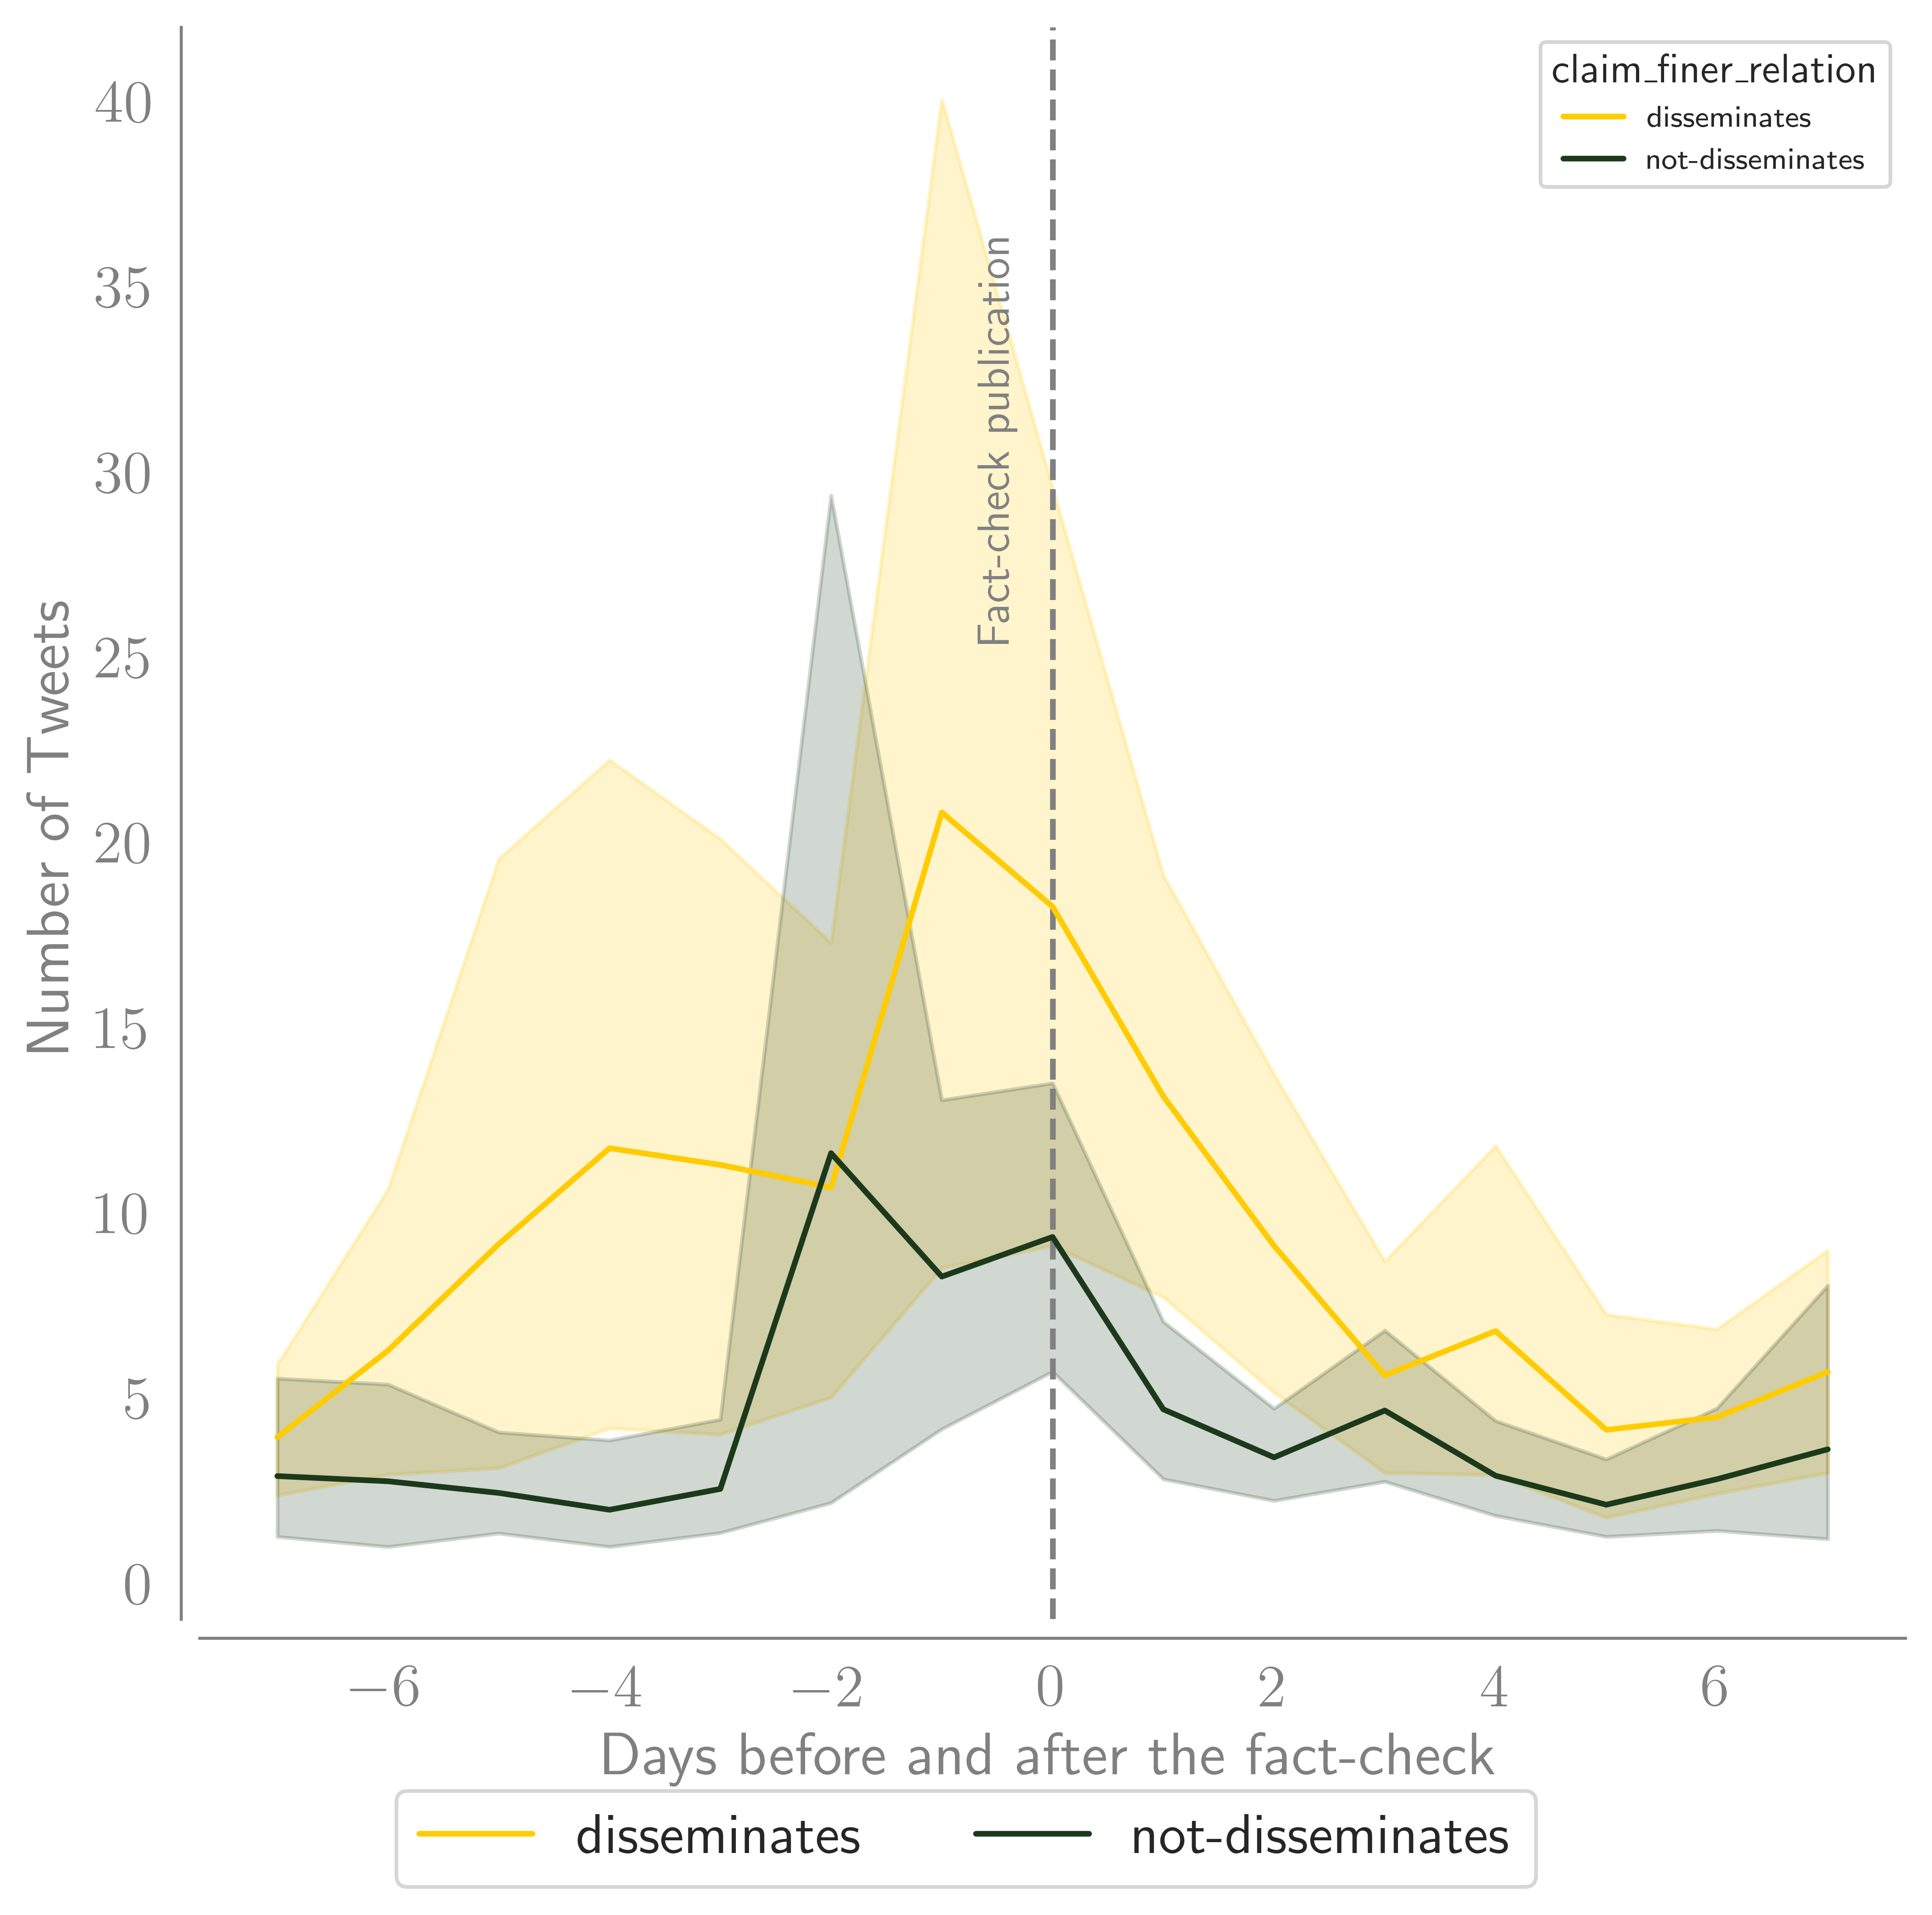 claim_finer_relation
disseminates
not-disseminates
40
35
30
25
20
15
10
5
0
Number of Tweets
Fact-check publication
−6 −4 −2 0 2 4 6
Days before and after the fact-check
disseminates not-disseminates